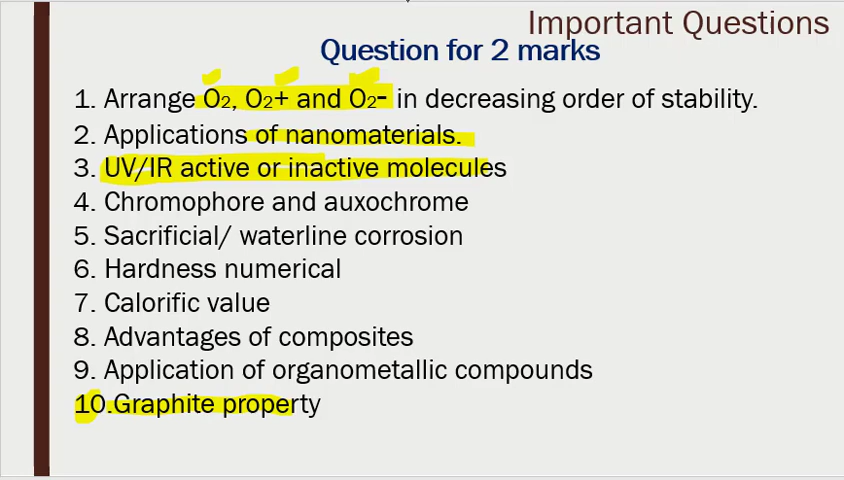 Important Questions
Question for 2 marks
1. Arrange O2, O2+ and O2- in decreasing order of stability.
2. Applications of nanomaterials.
3. UV/IR active or inactive molecules
4. Chromophore and auxochrome
5. Sacrificial/ waterline corrosion
6. Hardness numerical
7. Calorific value
8. Advantages of composites
9. Application of organometallic compounds
10.Graphite property